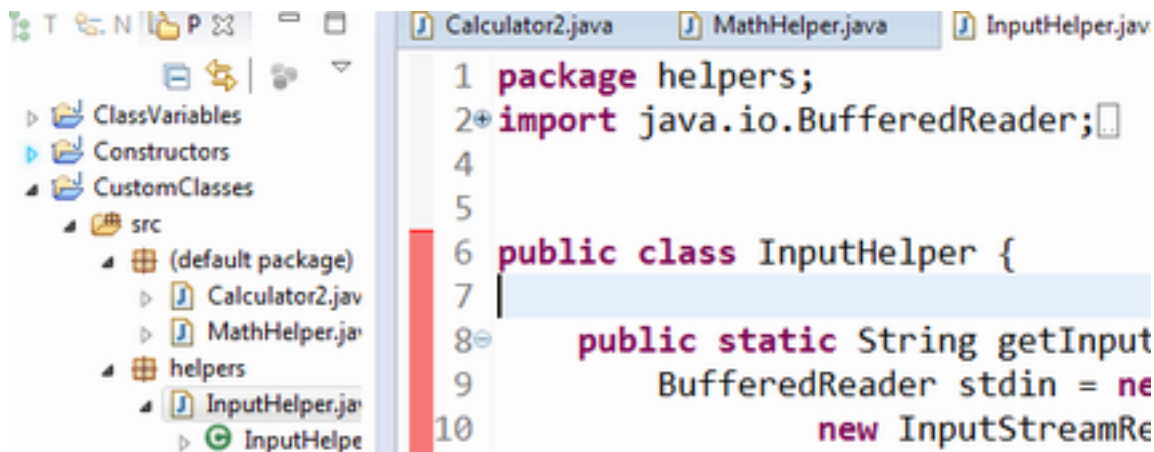 T N P
Calculator2.java MathHelper.java InputHelper.jav
ClassVariables
Constructors
CustomClasses
src
(default package)
Calculator2.jav
MathHelper.jav
helpers
InputHelper.jav
InputHelpe
1 package helpers;
2 import java.io.BufferedReader;
4
5
6 public class InputHelper {
7
8 public static String getInput
9 BufferedReader stdin = ne
10 new InputStreamRe